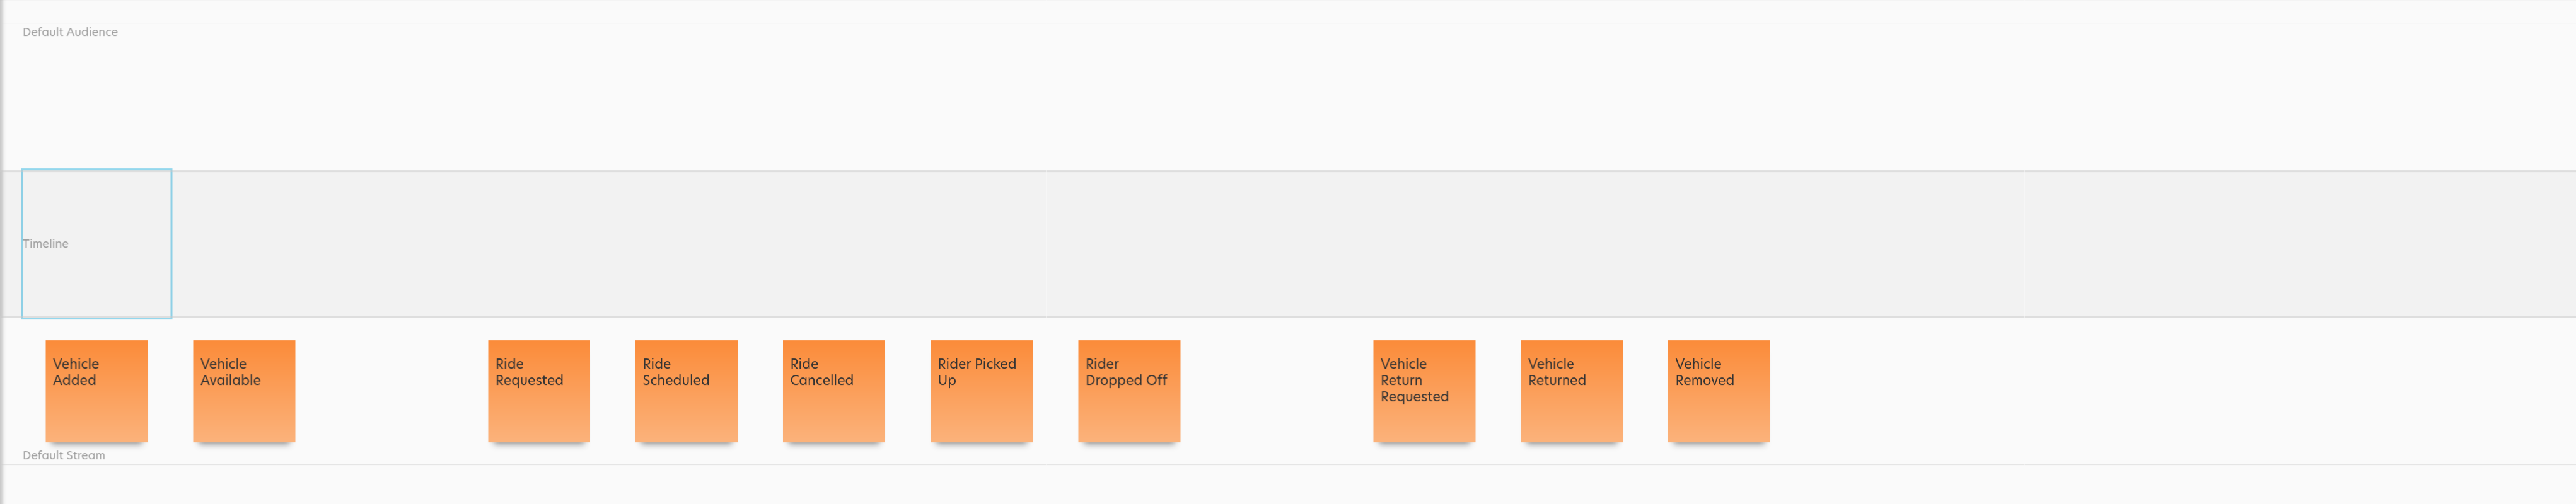 Default Audience
Timeline
Vehicle
Added
Vehicle
Available
Ride
Requested
Ride
Scheduled
Ride
Cancelled
Rider Picked
Up
Rider
Dropped Off
Vehicle
Return
Requested
Vehicle
Returned
Vehicle
Removed
Default Stream